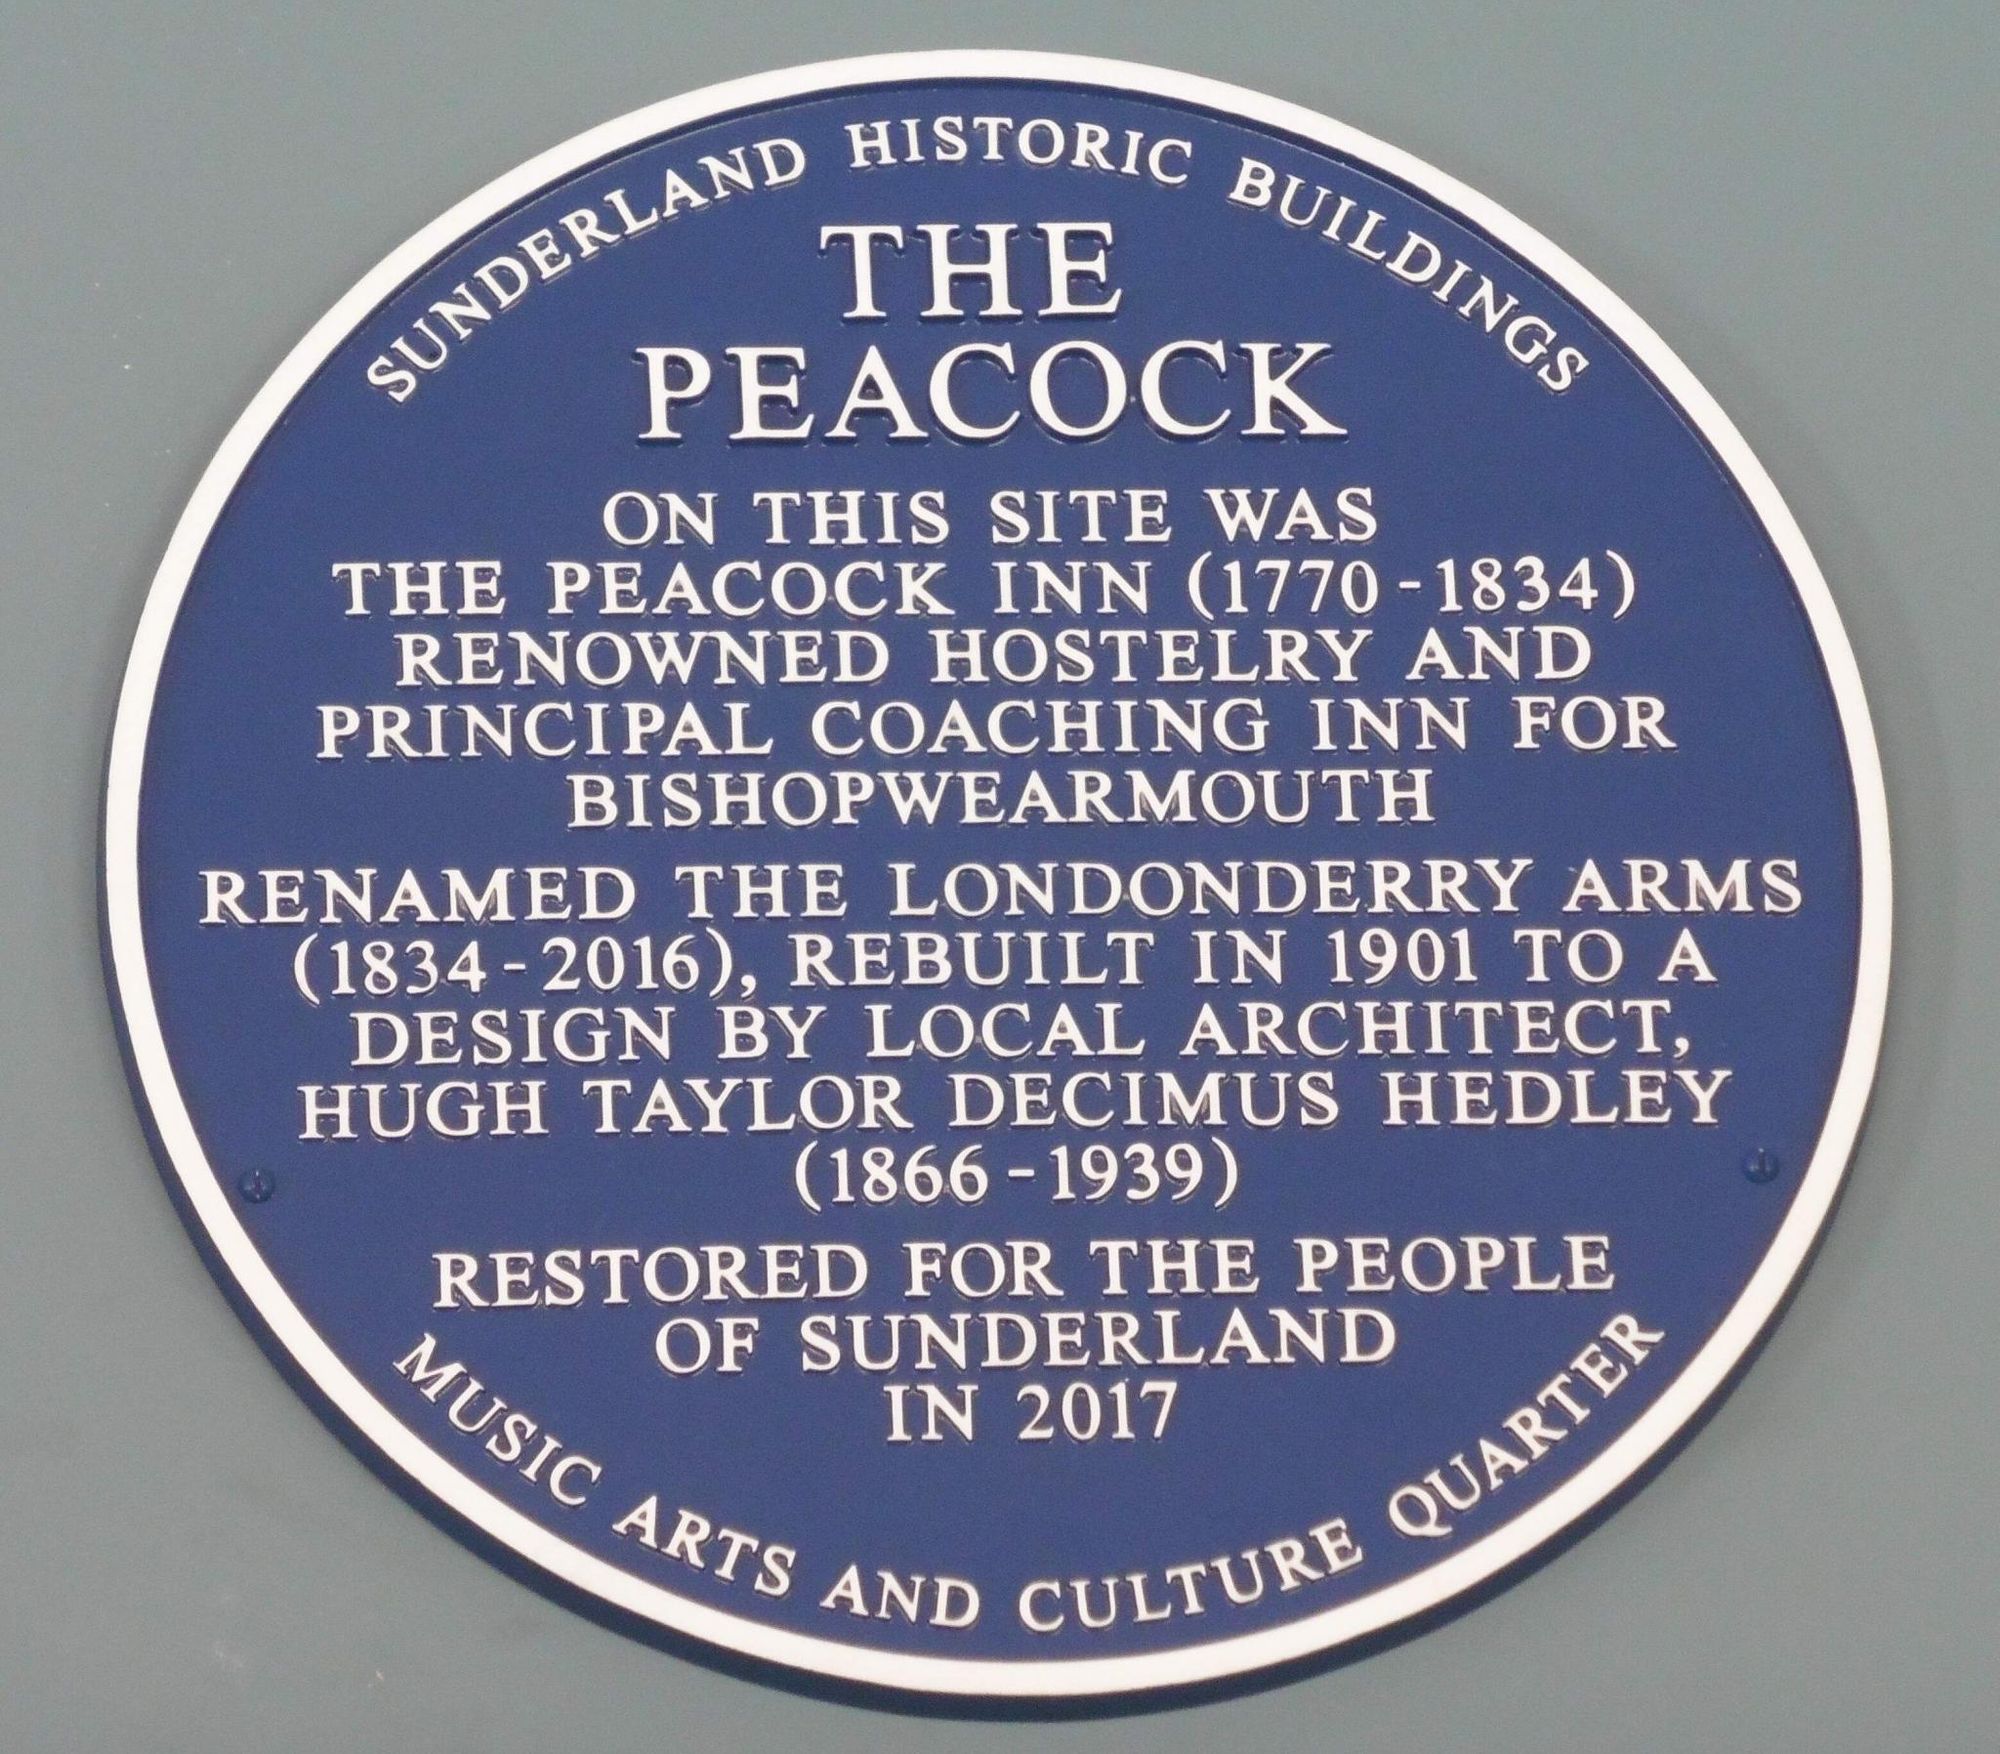 SUNDERLAND HISTORIC BUILDINGS
THE
PEACOCK
ON THIS SITE WAS
THE PEACOCK INN (1770-1834)
RENOWNED HOSTELRY AND
PRINCIPAL COACHING INN FOR
BISHOPWEARMOUTH
RENAMED THE LONDONDERRY ARMS
(1834-2016), REBUILT IN 1901 TO A
DESIGN BY LOCAL ARCHITECT,
HUGH TAYLOR DECIMUS HEDLEY
(1866-1939)
RESTORED FOR THE PEOPLE
OF SUNDERLAND
IN 2017
MUSIC ARTS AND CULTURE QUARTER